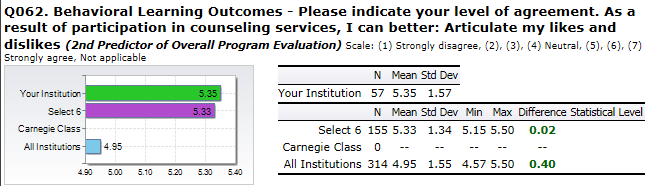 Q062. Behavioral Learning Outcomes - Please indicate your level of agreement. As a
result of participation in counseling services, I can better: Articulate my likes and
dislikes (2nd Predictor of Overall Program Evaluation) Scale: (1) Strongly disagree, (2), (3), (4) Neutral, (5), (6), (7)
Strongly agree, Not applicable
Your Institution 5.35
Select 6 5.33
Carnegie Class
All Institutions 4.95
4.90 5.00 5.10 5.20 5.30 5.40
N Mean Std Dev
Your Institution 57 5.35 1.57
N Mean Std Dev Min Max Difference Statistical Level
Select 6 155 5.33 1.34 5.15 5.50 0.02
Carnegie Class 0 -- -- -- -- --
All Institutions 314 4.95 1.55 4.57 5.50 0.40